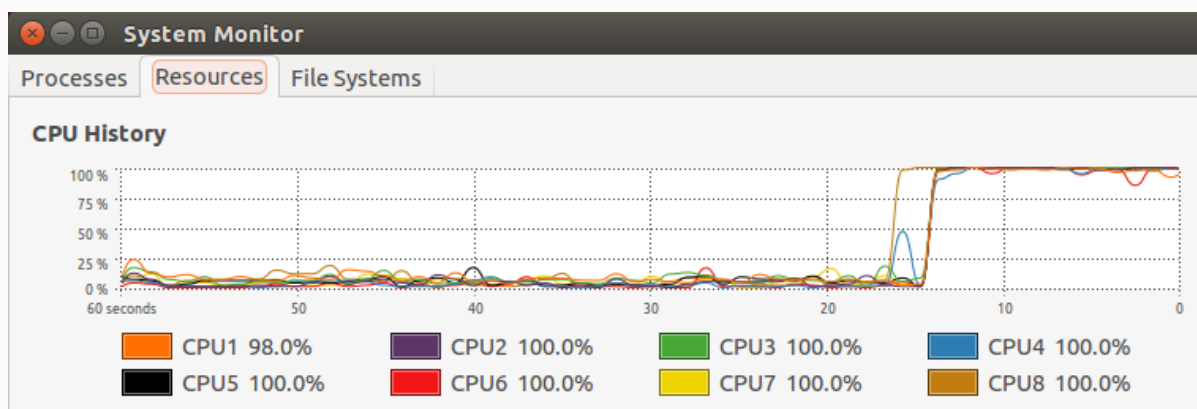 System Monitor
Processes Resources File Systems
CPU History
100 %
75 %
50 %
25 %
0 %
60 seconds 50 40 30 20 10 0
CPU1 98.0% CPU2 100.0% CPU3 100.0% CPU4 100.0%
CPU5 100.0% CPU6 100.0% CPU7 100.0% CPU8 100.0%